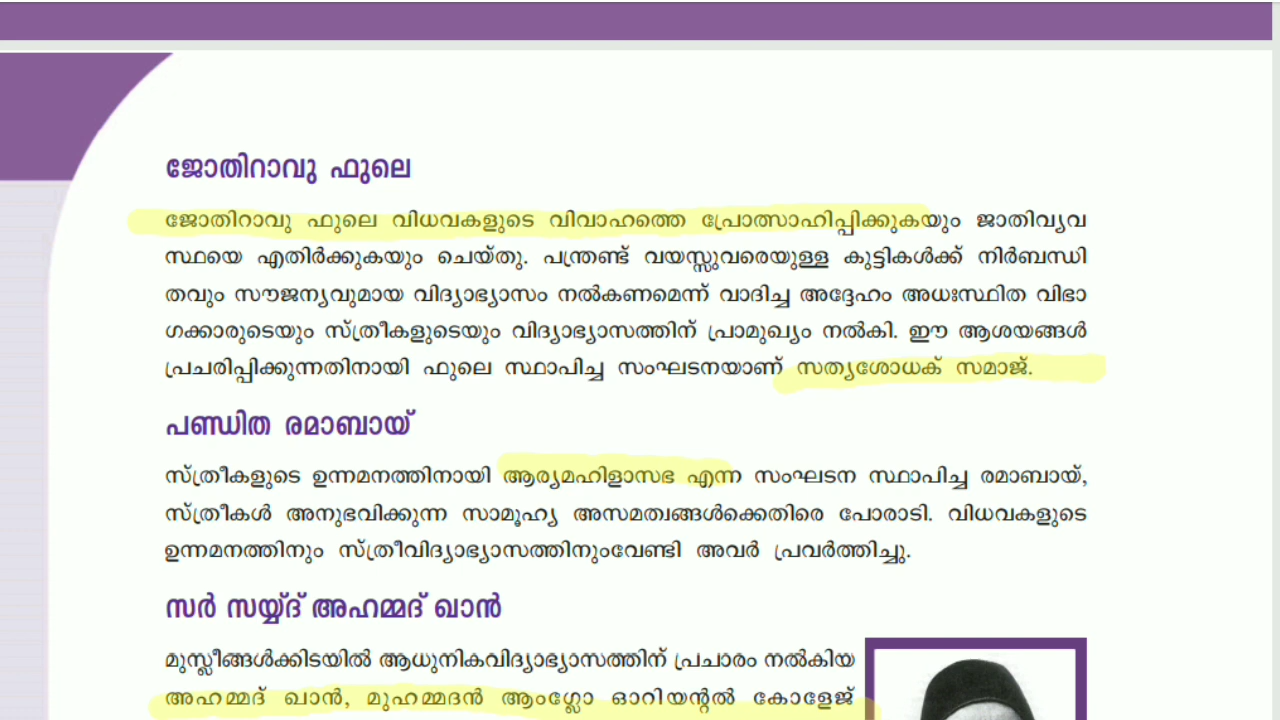 ജോതിറാവു ഫുലെ
ജോതിറാവു ഫുലെ വിധവകളുടെ വിവാഹത്തെ പ്രോത്സാഹിപ്പിക്കുകയും ജാതിവ്യവ
സ്ഥയെ എതിർക്കുകയും ചെയ്തു. പന്ത്രണ്ട് വയസ്സുവരെയുള്ള കുട്ടികൾക്ക് നിർബന്ധി
തവും സൗജന്യവുമായ വിദ്യാഭ്യാസം നൽകണമെന്ന് വാദിച്ച അദ്ദേഹം അധഃസ്ഥിത വിഭാ
ഗക്കാരുടെയും സ്ത്രീകളുടെയും വിദ്യാഭ്യാസത്തിന് പ്രാമുഖ്യം നൽകി. ഈ ആശയങ്ങൾ
പ്രചരിപ്പിക്കുന്നതിനായി ഫുലെ സ്ഥാപിച്ച സംഘടനയാണ് സത്യശോധക് സമാജ്.
പണ്ഡിത രമാബായ്
സ്ത്രീകളുടെ ഉന്നമനത്തിനായി ആര്യമഹിളാസഭ എന്ന സംഘടന സ്ഥാപിച്ച രമാബായ്,
സ്ത്രീകൾ അനുഭവിക്കുന്ന സാമൂഹ്യ അസമത്വങ്ങൾക്കെതിരെ പോരാടി. വിധവകളുടെ
ഉന്നമനത്തിനും സ്ത്രീവിദ്യാഭ്യാസത്തിനുംവേണ്ടി അവർ പ്രവർത്തിച്ചു.
സർ സയ്യ്ദ് അഹമ്മദ് ഖാൻ
മുസ്ലീങ്ങൾക്കിടയിൽ ആധുനികവിദ്യാഭ്യാസത്തിന് പ്രചാരം നൽകിയ
അഹമ്മദ് ഖാൻ, മുഹമ്മദൻ ആംഗ്ലോ ഓറിയന്റൽ കോളേജ്